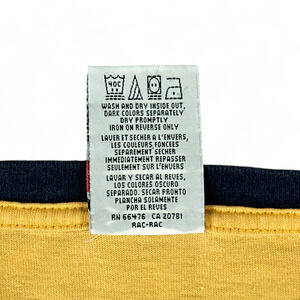 40C
WASH AND DRY INSIDE OUT,
DARK COLORS SEPARATELY
DRY PROMPTLY
IRON ON REVERSE ONLY
LAVER ET SECHER A L'ENVERS,
LES COULEURS FONCEES
SEPAREMENT SECHER
IMMEDIATEMENT REPASSER
SEULEMENT SUR L'ENVERS
LAVAR Y SECAR AL REVES,
LOS COLORES OSCURO
SEPARAR. SECAR PRONTO
PLANCHA SOLAMENTE
POR EL REVES
RN 66476 CA 20781
RAC-RAC